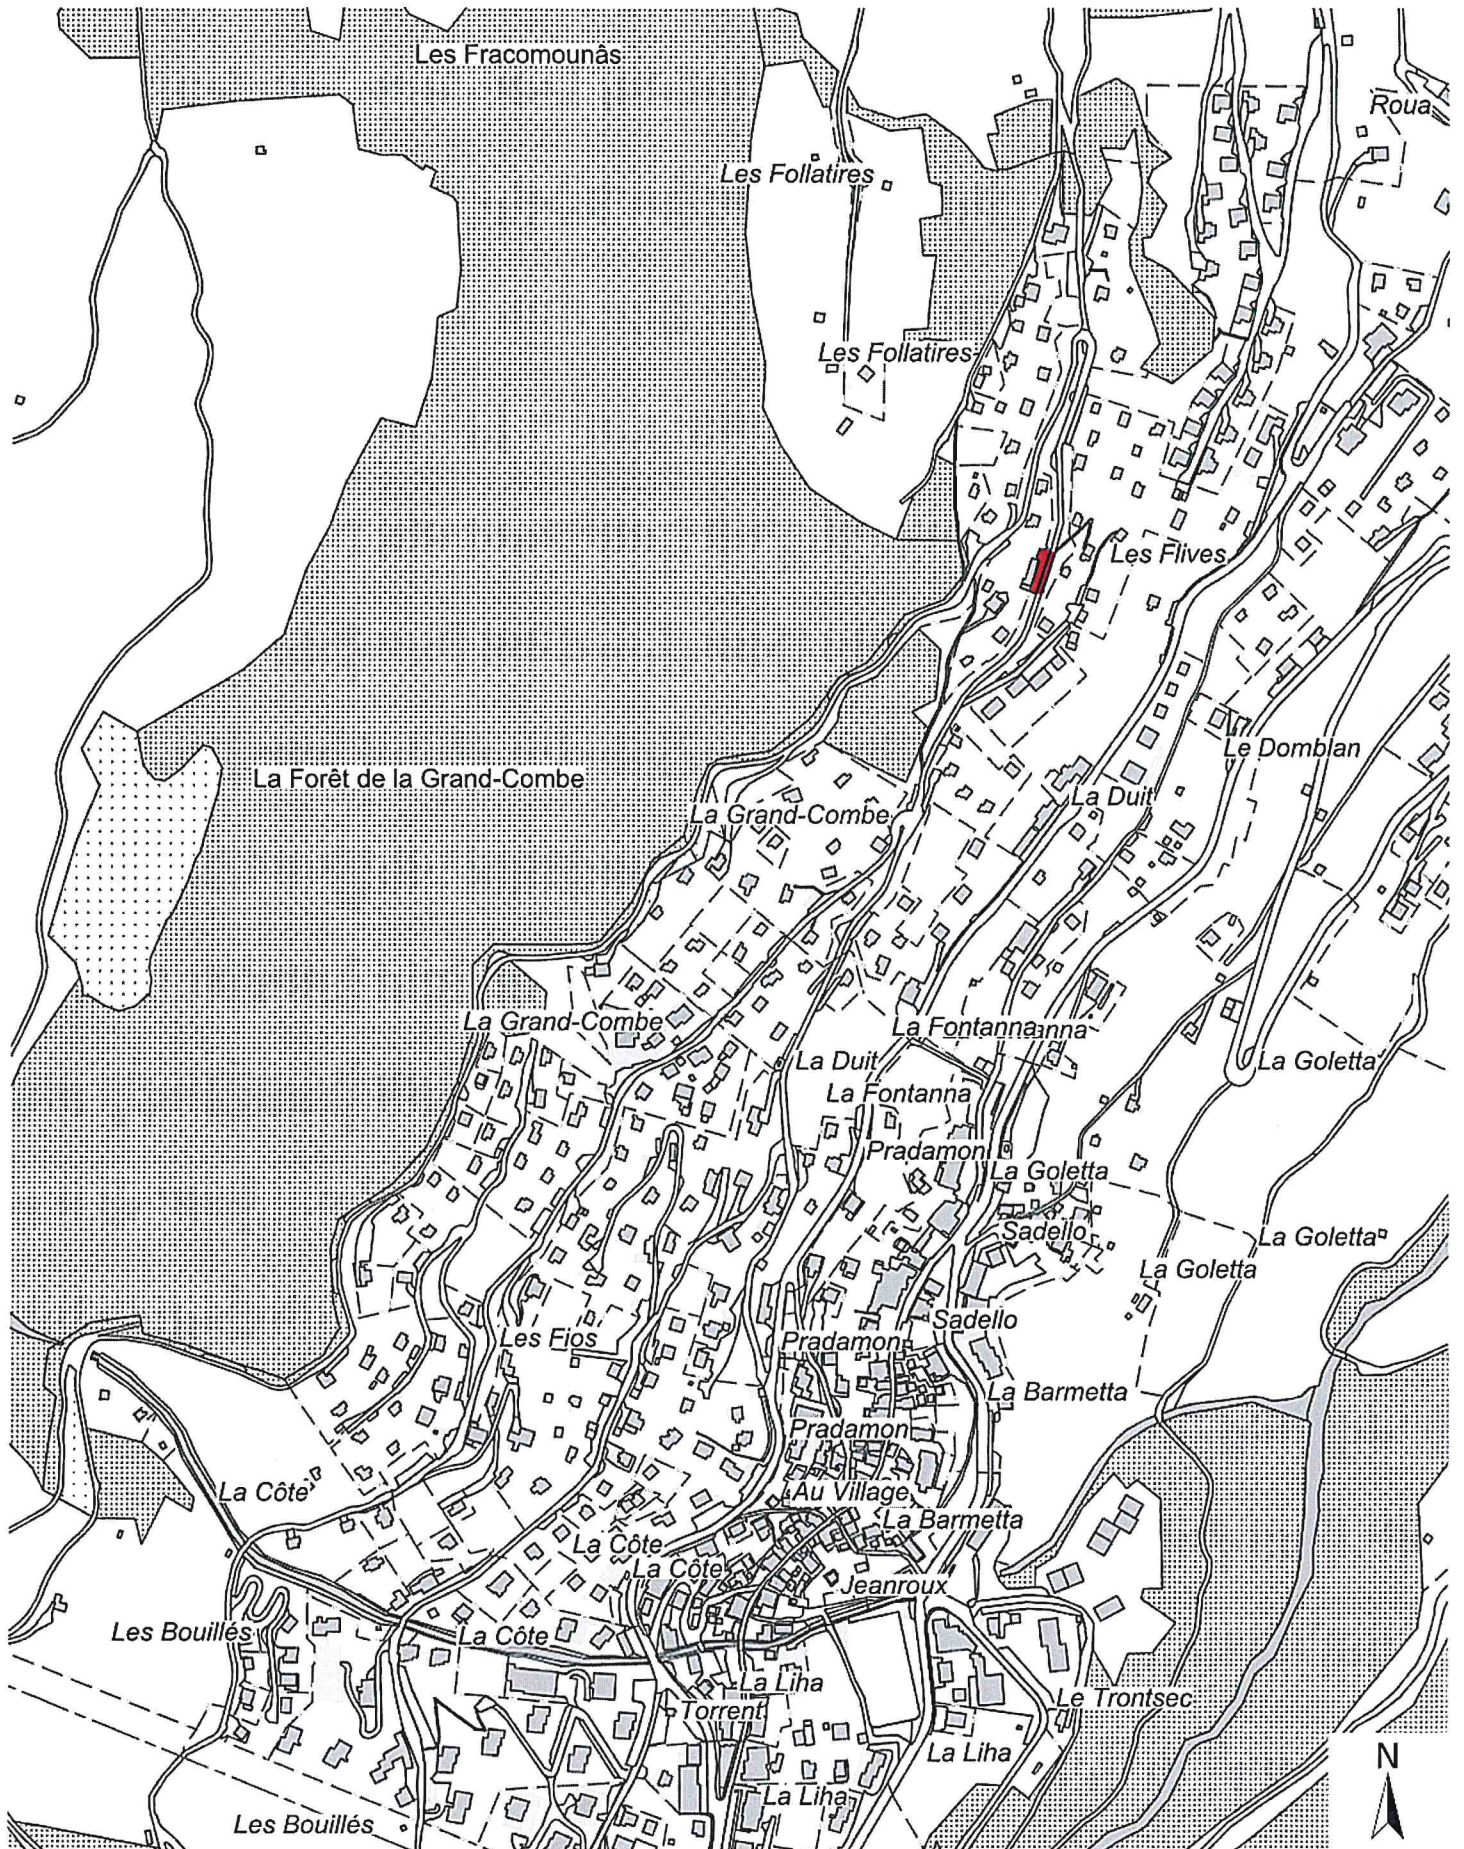 Les Fracomounâs
Roua
Les Follatires
Les Follatires
Les Flives
Le Domblan
La Forêt de la Grand-Combe
La Duit
La Grand-Combe
La Grand-Combe
La Fontannaanna
La Duit
La Goletta
La Fontanna
Pradamon
La Goletta
Sadello
La Goletta
La Goletta
Sadello
Les Fios
Pradamon
La Barmetta
Pradamon
La Côte
Au Village
La Barmetta
La Côte
La Côte
Jeanroux
Les Bouillés
La Côte
La Liha
Le Trontsec
Torrent
La Liha
N
La Liha
Les Bouillés